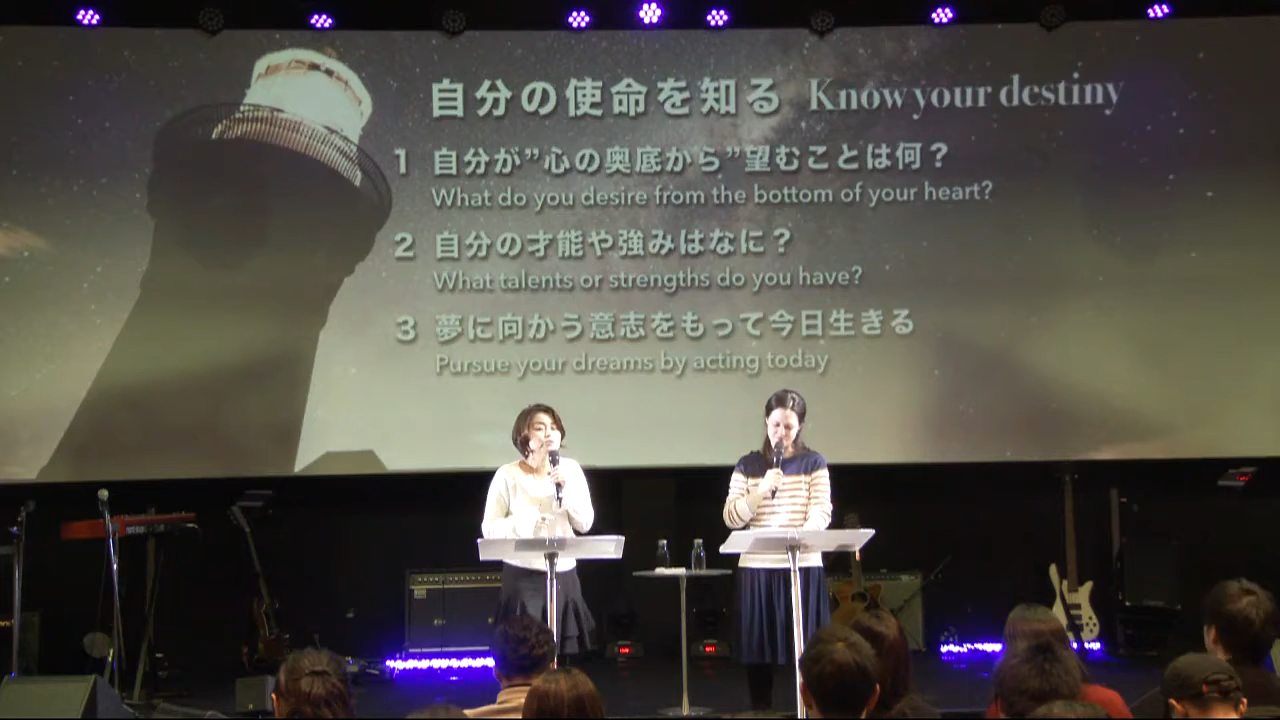 自分の使命を知る Know your destiny
1 自分が”心の奥底から”望むことは何？
What do you desire from the bottom of your heart?
2 自分の才能や強みはなに？
What talents or strengths do you have?
3 夢に向かう意志をもって今日生きる
Pursue your dreams by acting today